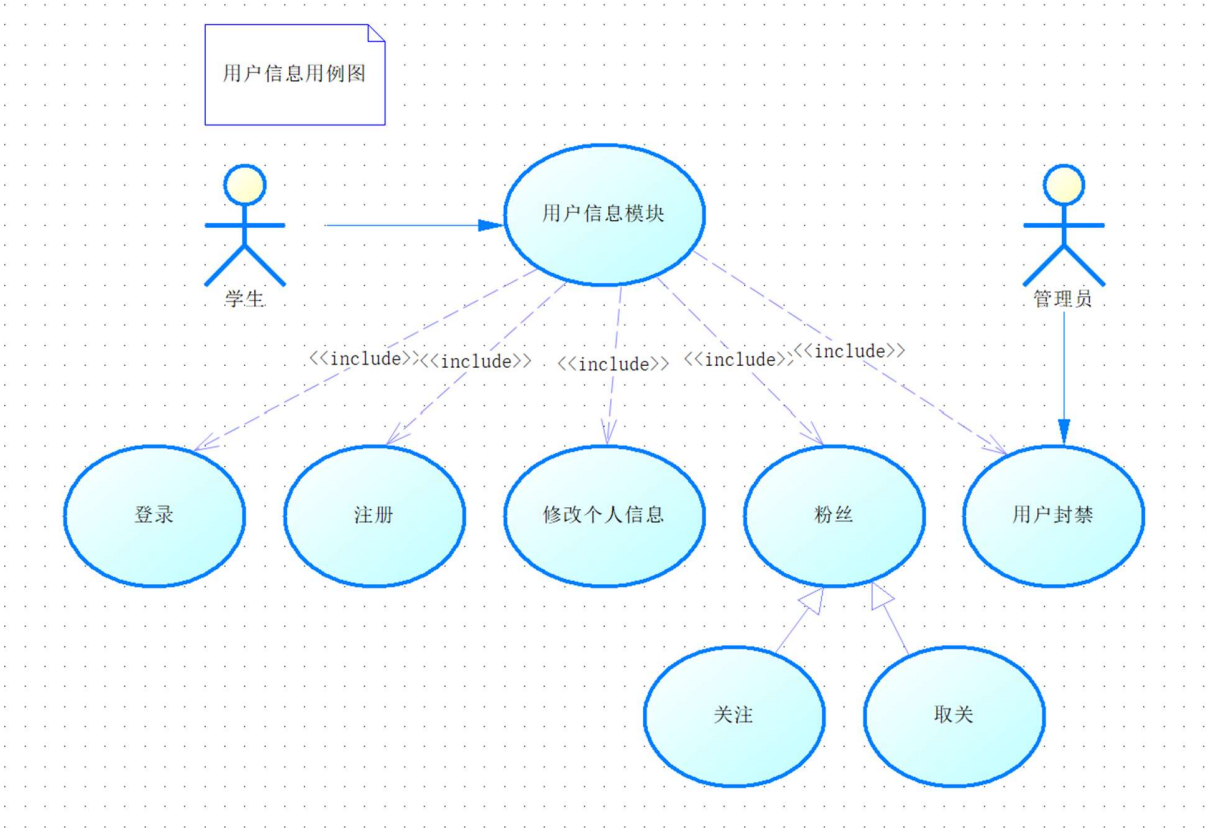 用户信息用例图
用户信息模块
学生
管理员
<<include>>
<<include>>
<<include>>
<<include>>
<<include>>
登录
注册
修改个人信息
粉丝
用户封禁
关注
取关